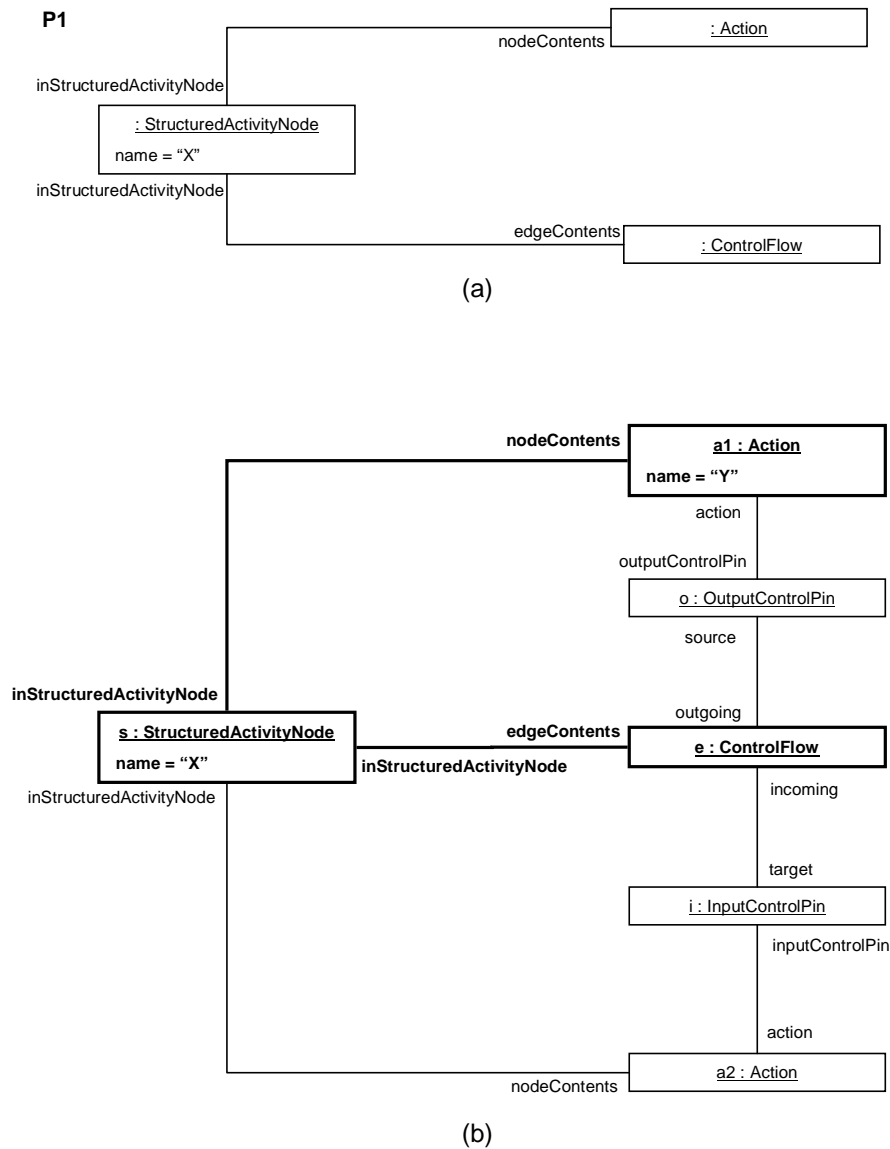 P1
: Action
nodeContents
inStructuredActivityNode
: StructuredActivityNode
name = “X”
inStructuredActivityNode
edgeContents
: ControlFlow
(a)
nodeContents
a1 : Action
name = “Y”
action
outputControlPin
o : OutputControlPin
source
inStructuredActivityNode
outgoing
s : StructuredActivityNode
name = “X”
edgeContents
inStructuredActivityNode
e : ControlFlow
inStructuredActivityNode
incoming
target
i : InputControlPin
inputControlPin
action
a2 : Action
nodeContents
(b)